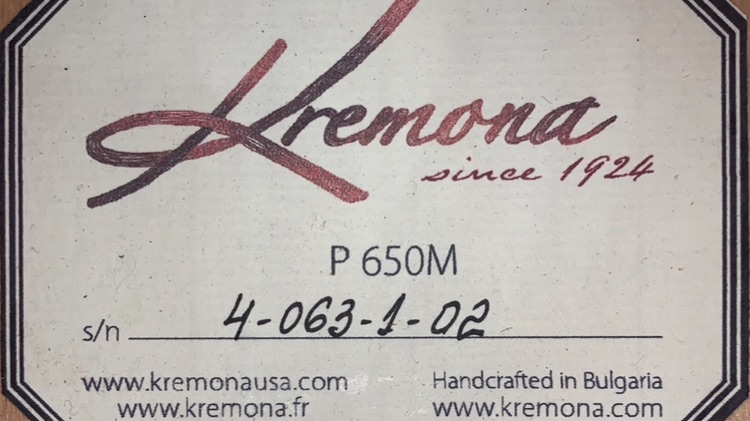 Kremona
since 1924
P 650M
s/n 4-063-1-02
www.kremonausa.com Handcrafted in Bulgaria
www.kremona.fr www.kremona.com